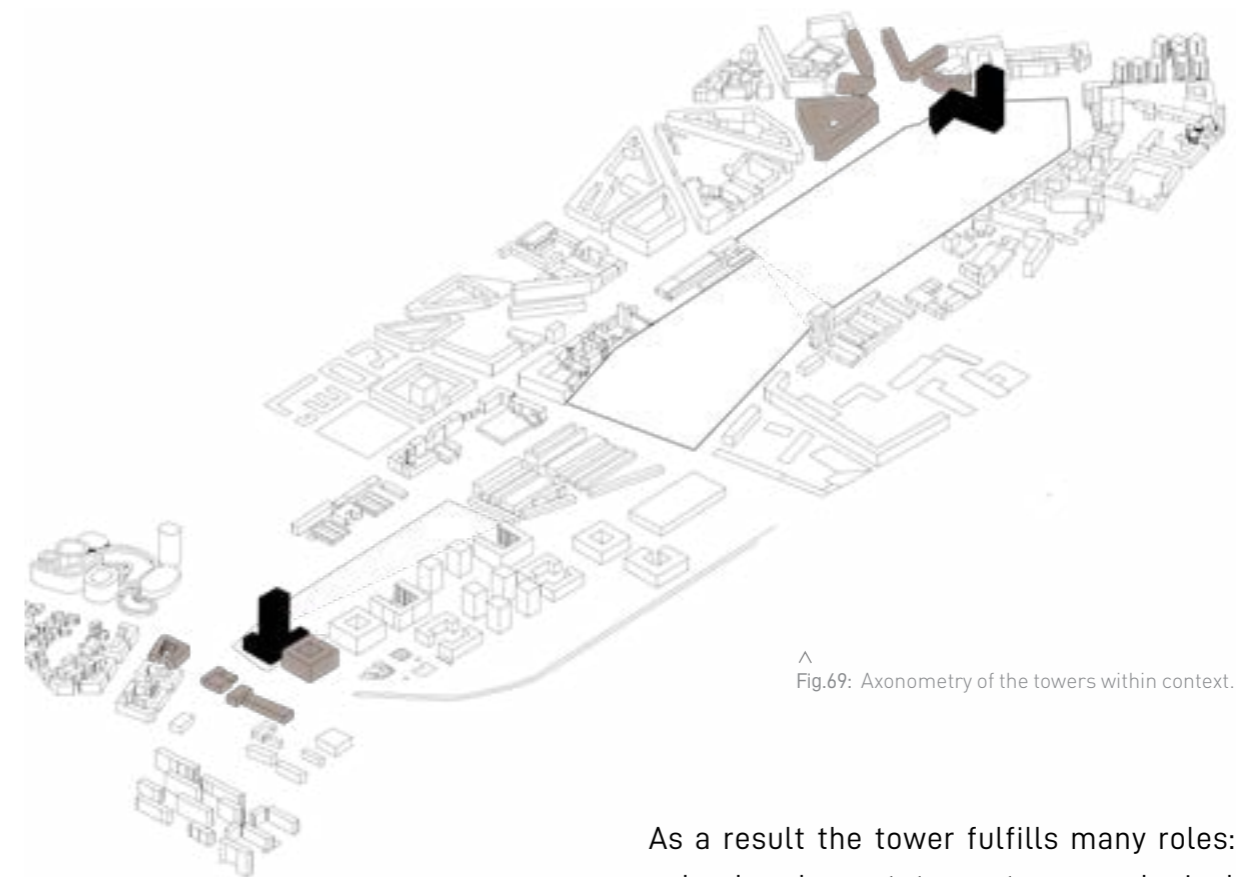 ^
Fig.69: Axonometry of the towers within context.
As a result the tower fulfills many roles: